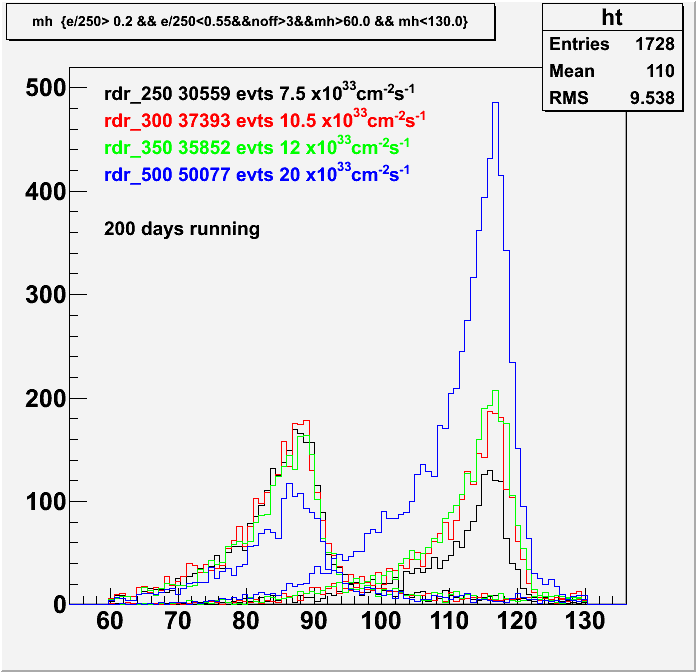 mh {e/250> 0.2 && e/250<0.55&&noff>3&&mh>60.0 && mh<130.0}
ht
Entries 1728
Mean 110
RMS 9.538
rdr_250 30559 evts 7.5 x10³³cm⁻²s⁻¹
rdr_300 37393 evts 10.5 x10³³cm⁻²s⁻¹
rdr_350 35852 evts 12 x10³³cm⁻²s⁻¹
rdr_500 50077 evts 20 x10³³cm⁻²s⁻¹
200 days running
500
400
300
200
100
0
60 70 80 90 100 110 120 130